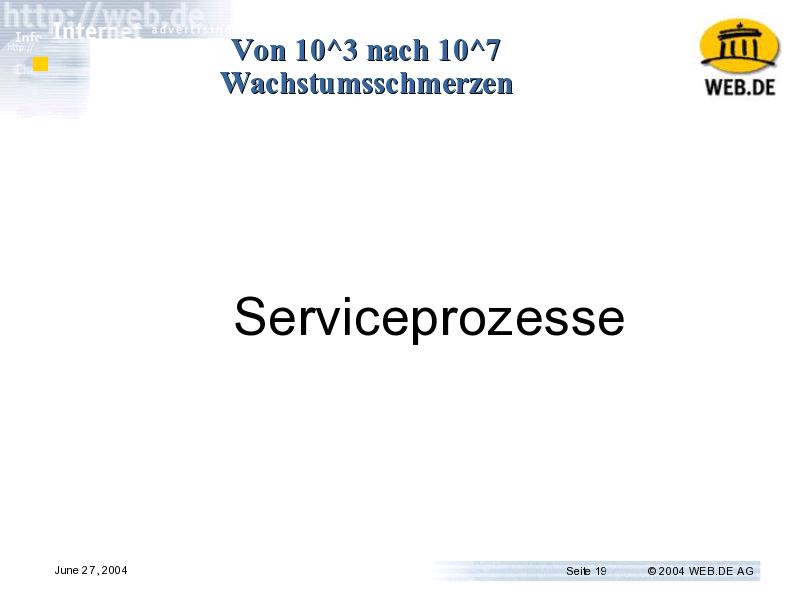 http://web.de
Internet advertising
Info
http://
Von 10^3 nach 10^7
Wachstumsschmerzen
WEB.DE
Serviceprozesse
June 27, 2004
Seite 19
© 2004 WEB.DE AG